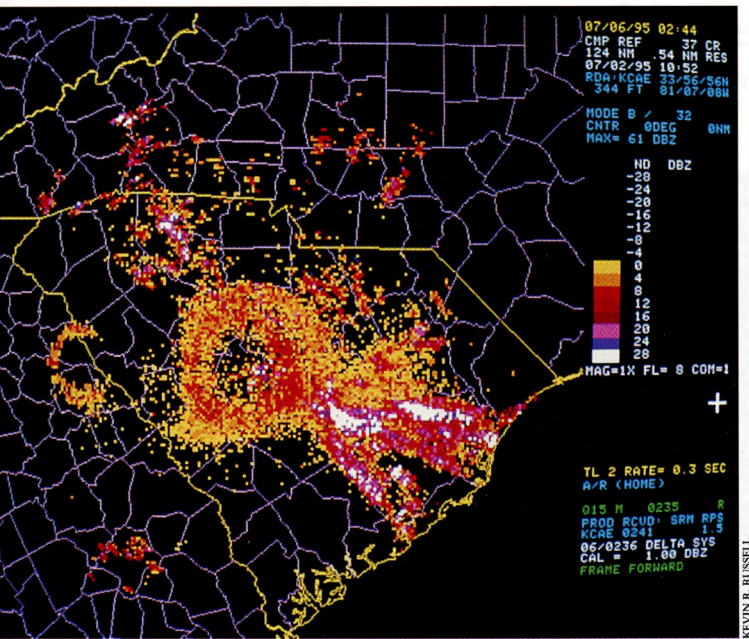 07/06/95 02:44
CMP REF 37 CR
124 NM .54 NM RES
07/02/95 10:52
RDA:KCAE 33/56/56N
344 FT 81/07/08W
MODE B / 32
CNTR 0DEG 0NM
MAX= 61 DBZ
ND DBZ
-28
-24
-20
-16
-12
-8
-4
0
4
8
12
16
20
24
28
MAG=1X FL= 8 COM=1
TL 2 RATE= 0.3 SEC
A/R (HOME)
Q15 M 0235 R
PROD RCUD: SRM RPS
KCAE 0241 1.5
06/0236 DELTA SYS
CAL = 1.00 DBZ
FRAME FORWARD
KEVIN R. RUSSELL